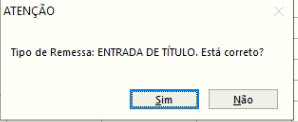 ATENÇÃO
Tipo de Remessa: ENTRADA DE TÍTULO. Está correto?
Sim
Não